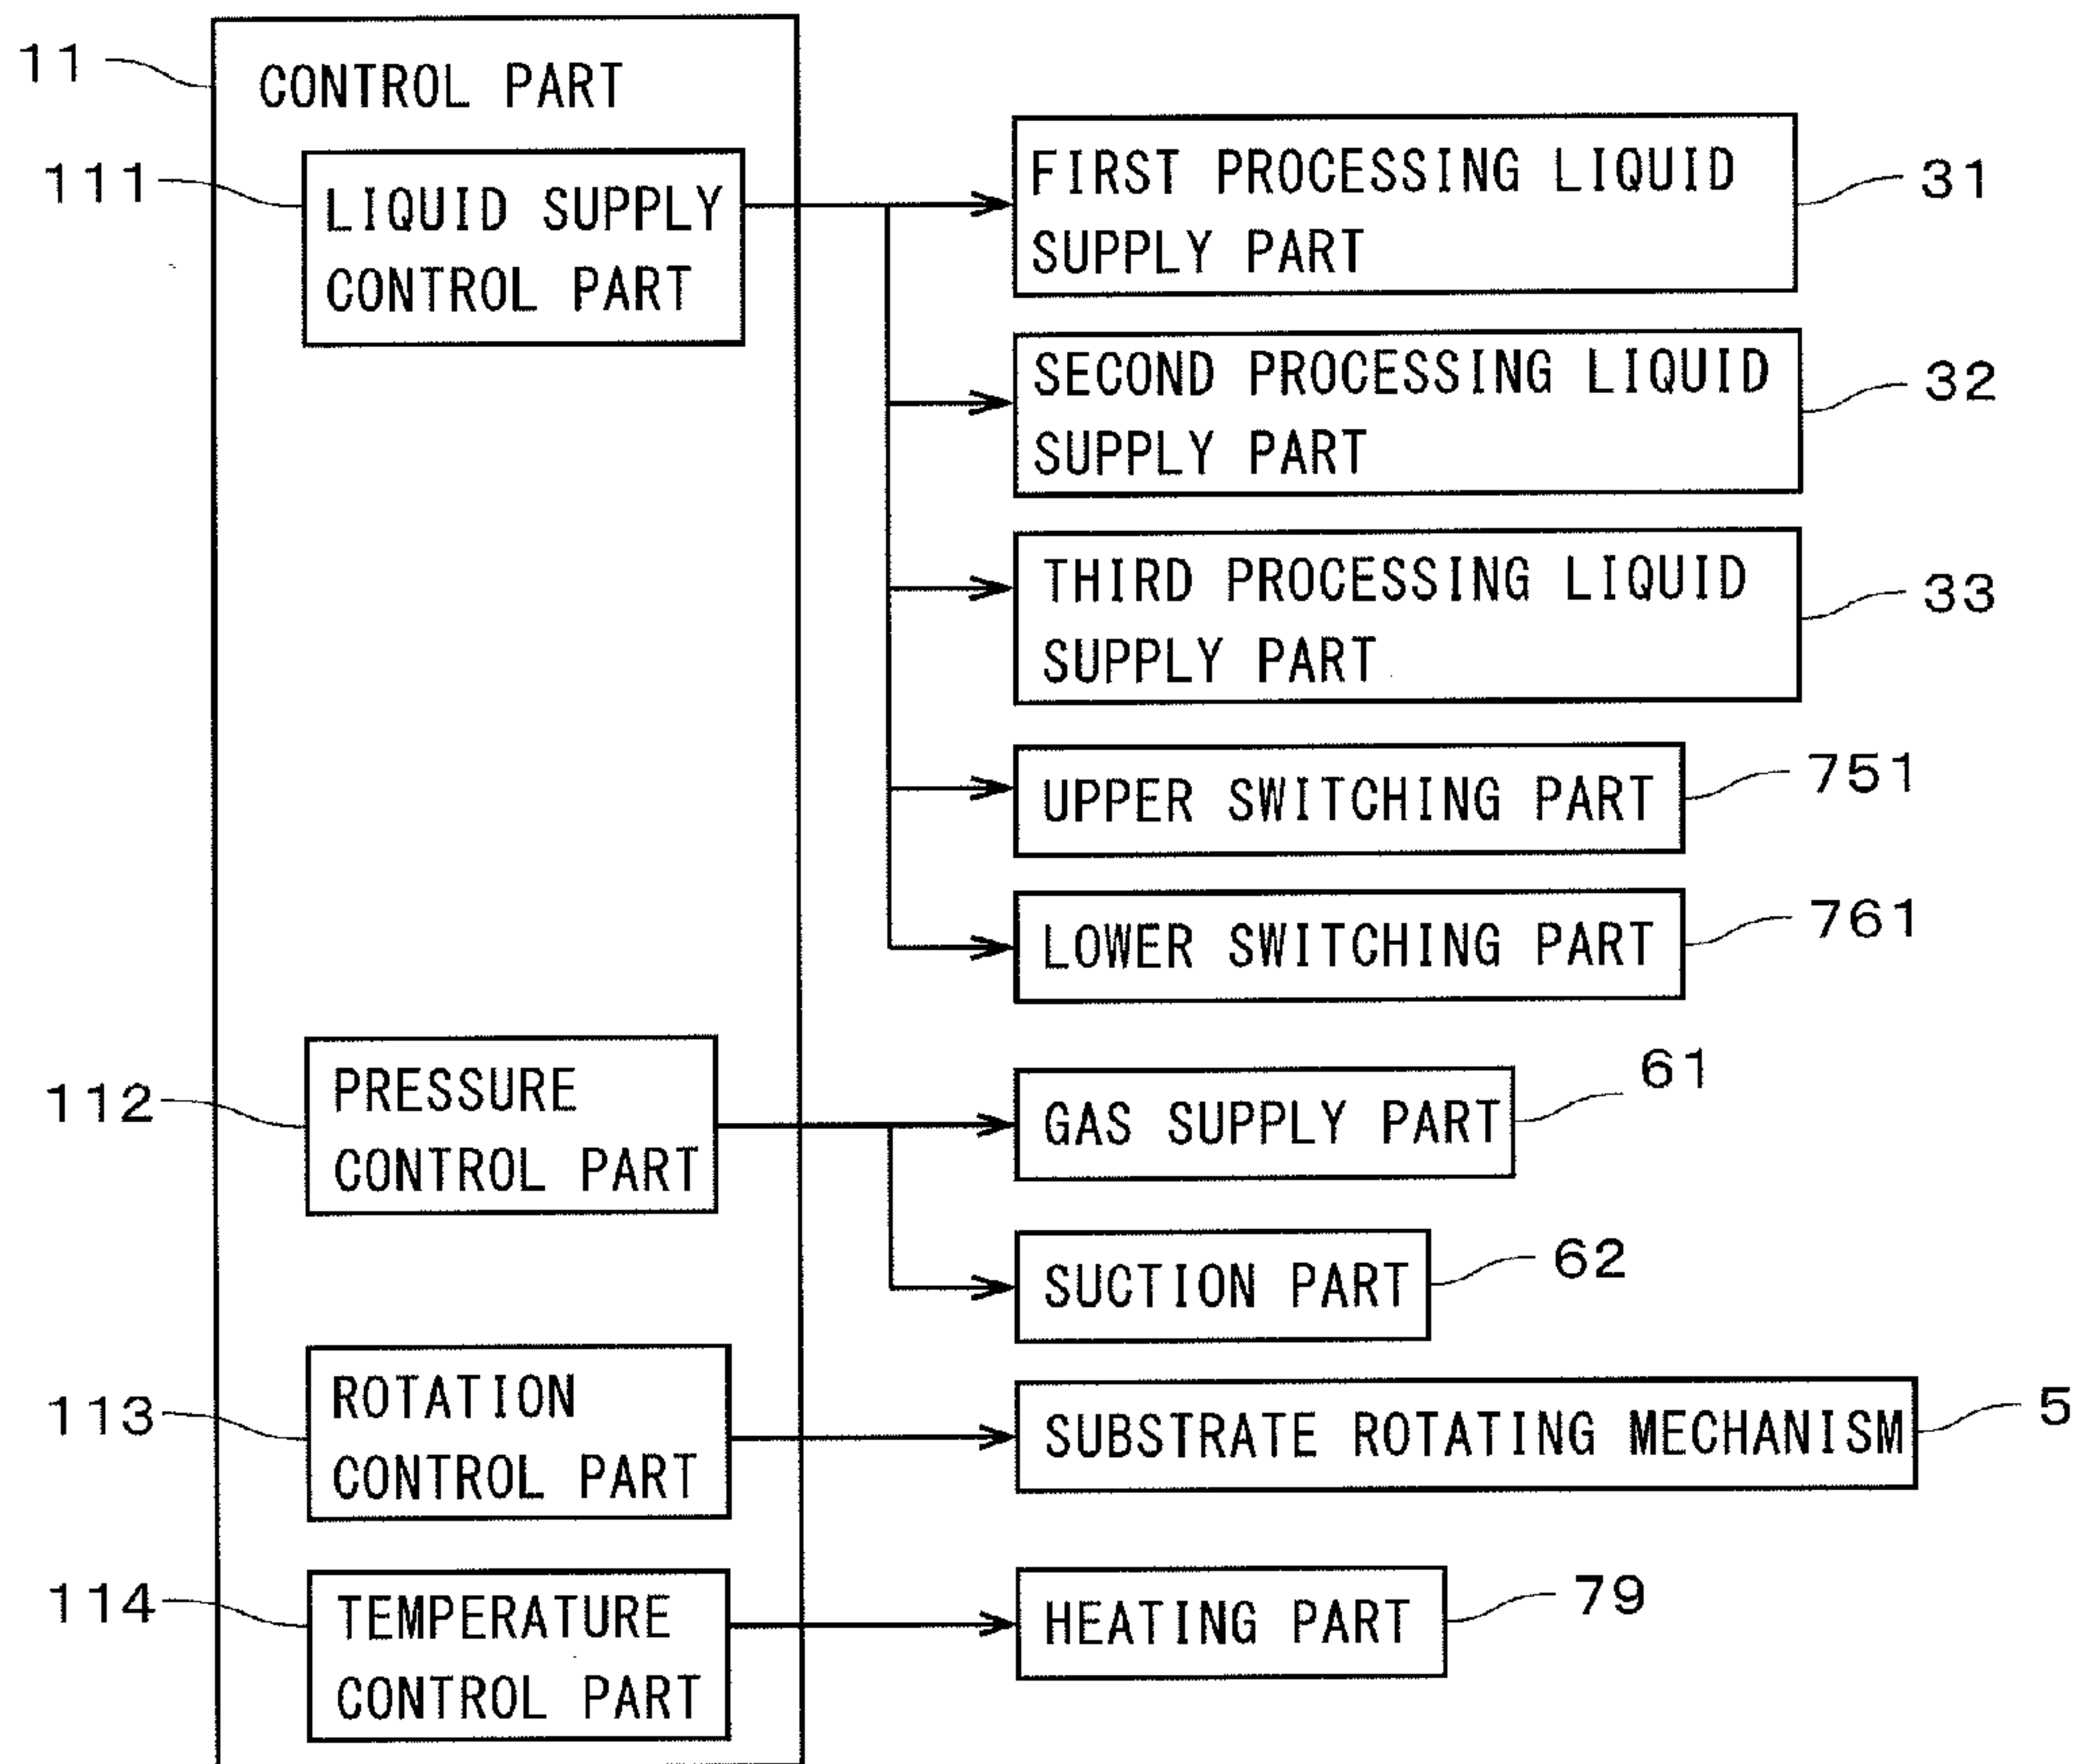 11
CONTROL PART
111
LIQUID SUPPLY
CONTROL PART
FIRST PROCESSING LIQUID
SUPPLY PART
31
SECOND PROCESSING LIQUID
SUPPLY PART
32
THIRD PROCESSING LIQUID
SUPPLY PART
33
UPPER SWITCHING PART
751
LOWER SWITCHING PART
761
112
PRESSURE
CONTROL PART
GAS SUPPLY PART
61
SUCTION PART
62
113
ROTATION
CONTROL PART
SUBSTRATE ROTATING MECHANISM
5
114
TEMPERATURE
CONTROL PART
HEATING PART
79